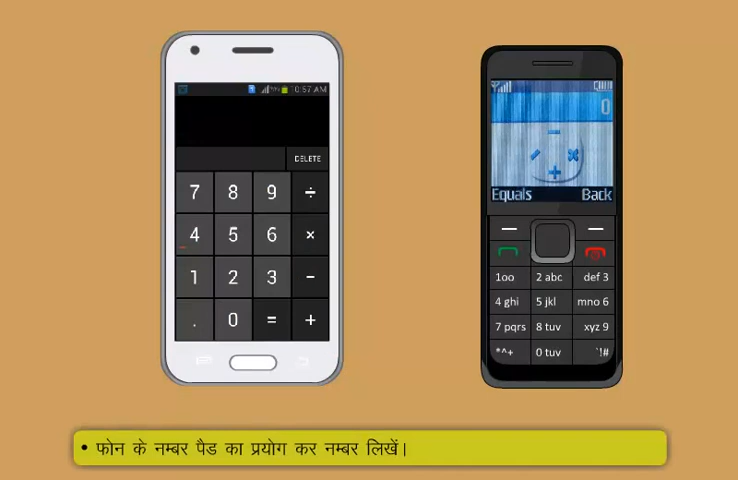 0:57 AM
DELETE
7 8 9 ÷
4 5 6 ×
1 2 3 −
. 0 = +
0
Equals Back
1oo 2 abc def 3
4 ghi 5 jkl mno 6
7 pqrs 8 tuv xyz 9
*^+ 0 tuv `!#
• फोन के नम्बर पैड का प्रयोग कर नम्बर लिखें।